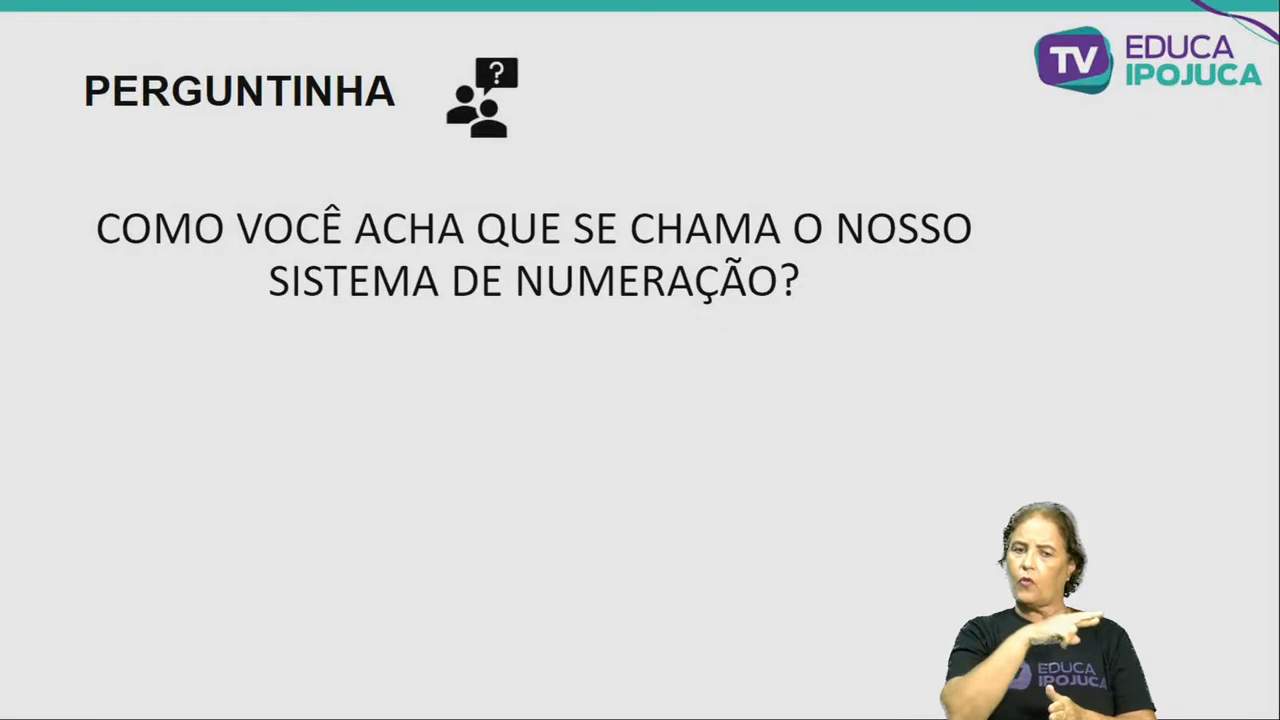 PERGUNTINHA
?
TV EDUCA
IPOJUCA
COMO VOCÊ ACHA QUE SE CHAMA O NOSSO
SISTEMA DE NUMERAÇÃO?
EDUCA
IPOJUCA